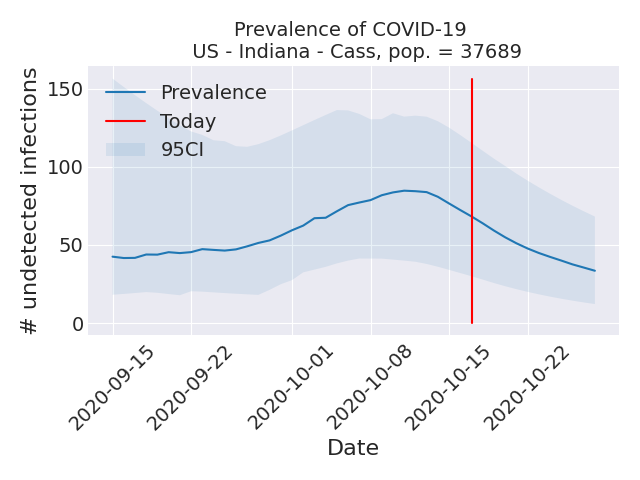 Prevalence of COVID-19
US - Indiana - Cass, pop. = 37689
# undetected infections
150
100
50
0
Prevalence
Today
95CI
2020-09-15
2020-09-22
2020-10-01
2020-10-08
2020-10-15
2020-10-22
Date